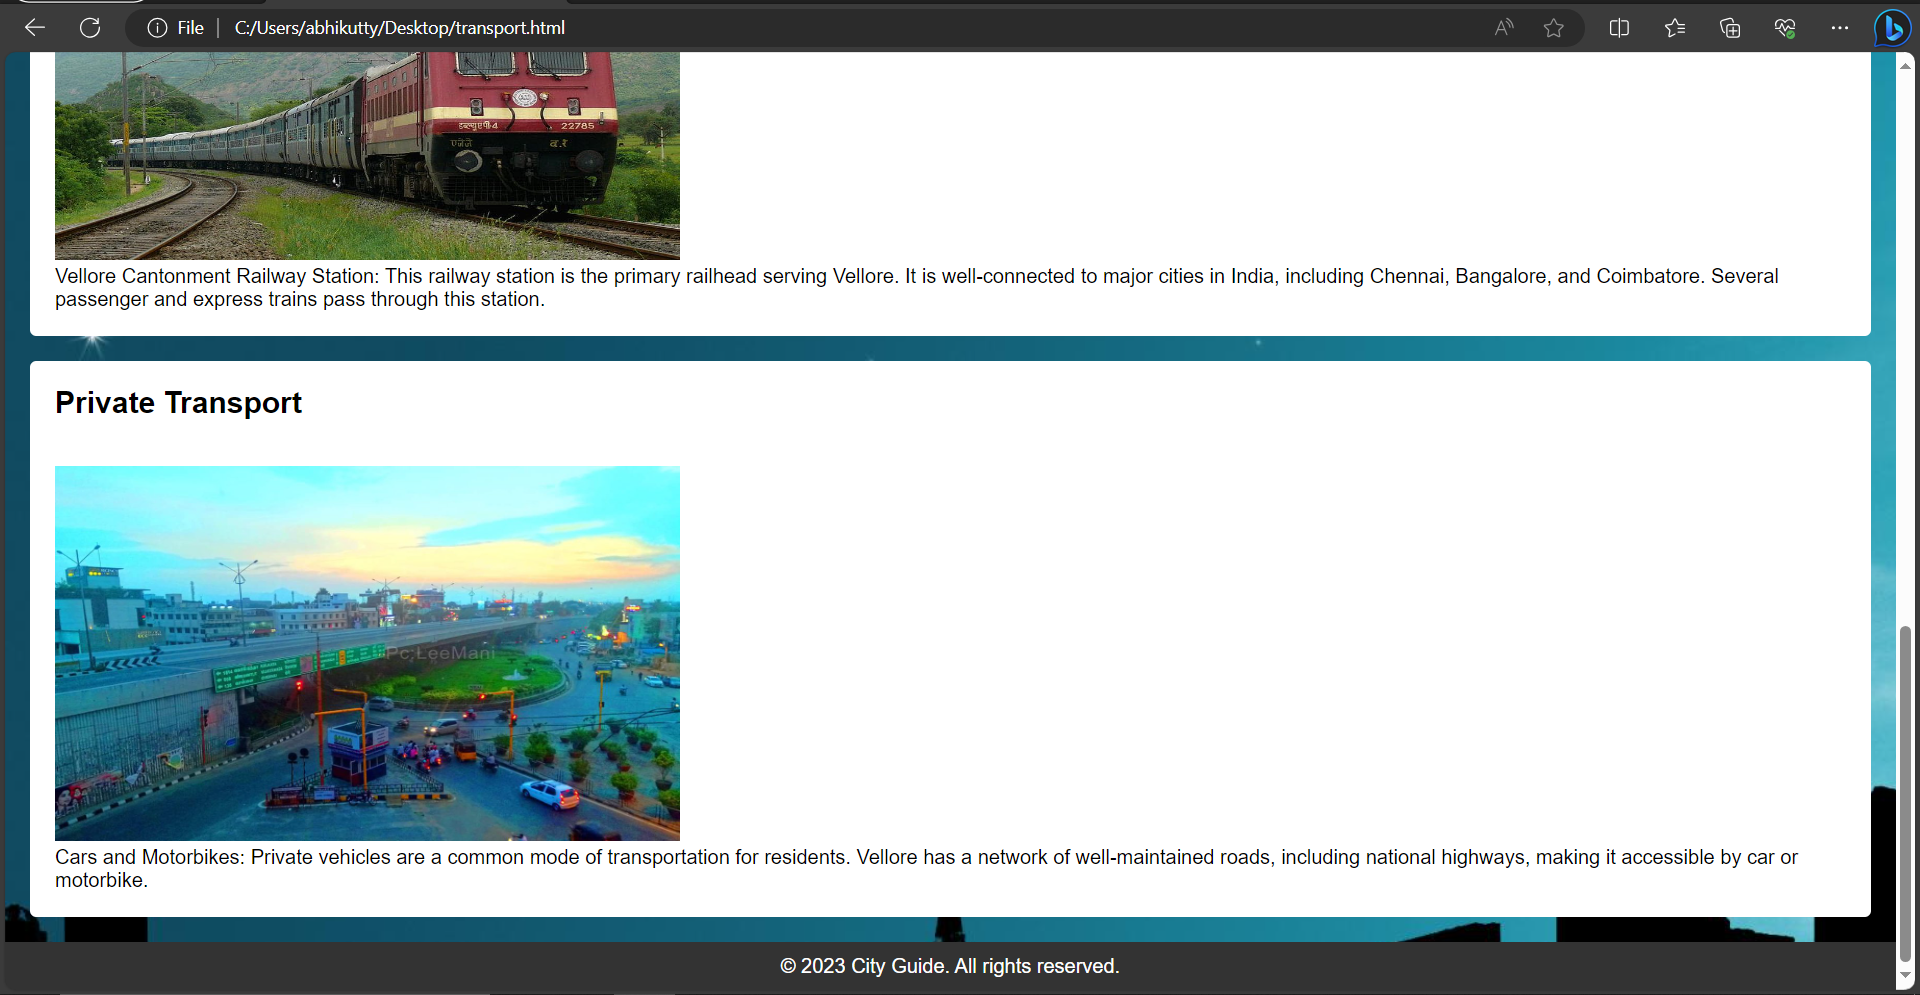 File
C:/Users/abhikutty/Desktop/transport.html
22785
Vellore Cantonment Railway Station: This railway station is the primary railhead serving Vellore. It is well-connected to major cities in India, including Chennai, Bangalore, and Coimbatore. Several
passenger and express trains pass through this station.
Private Transport
Pc;LeeMani
Cars and Motorbikes: Private vehicles are a common mode of transportation for residents. Vellore has a network of well-maintained roads, including national highways, making it accessible by car or
motorbike.
© 2023 City Guide. All rights reserved.